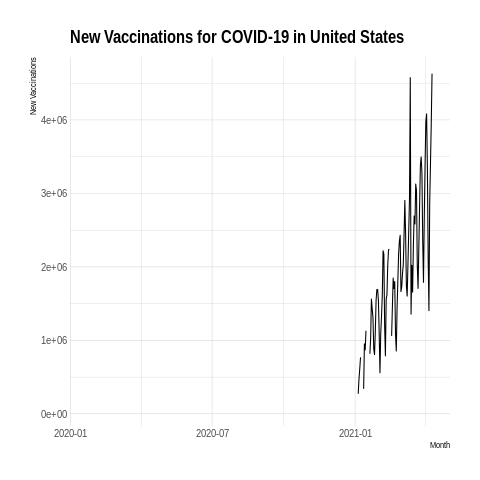 New Vaccinations for COVID-19 in United States
New Vaccinations
4e+06
3e+06
2e+06
1e+06
0e+00
2020-01
2020-07
2021-01
Month